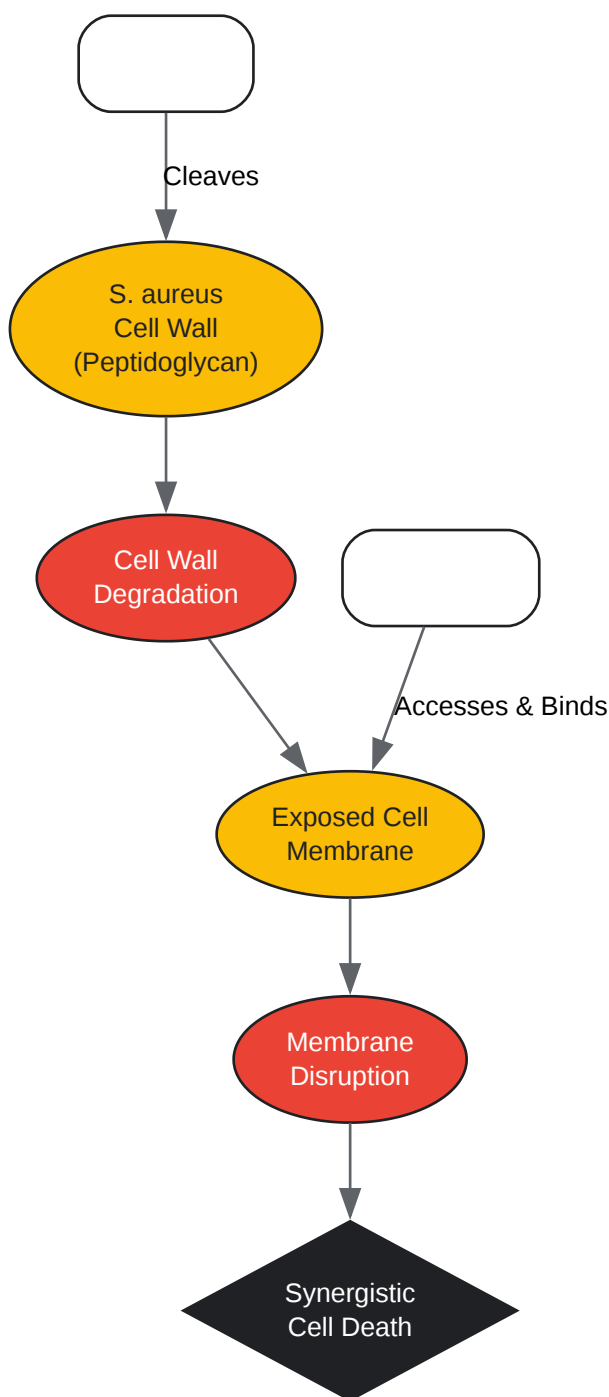 Cleaves
S. aureus
Cell Wall
(Peptidoglycan)
Cell Wall
Degradation
Accesses & Binds
Exposed Cell
Membrane
Membrane
Disruption
Synergistic
Cell Death